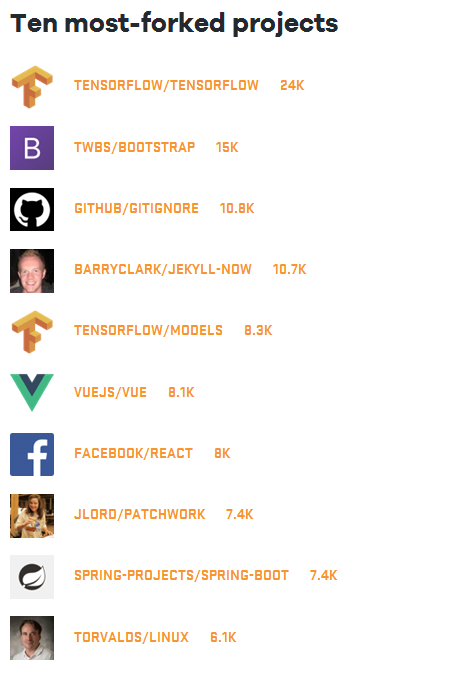 Ten most-forked projects
TENSORFLOW/TENSORFLOW 24K
B
TWBS/BOOTSTRAP 15K
GITHUB/GITIGNORE 10.8K
BARRYCLARK/JEKYLL-NOW 10.7K
TENSORFLOW/MODELS 8.3K
VUEJS/VUE 8.1K
f
FACEBOOK/REACT 8K
JLORD/PATCHWORK 7.4K
SPRING-PROJECTS/SPRING-BOOT 7.4K
TORVALDS/LINUX 6.1K